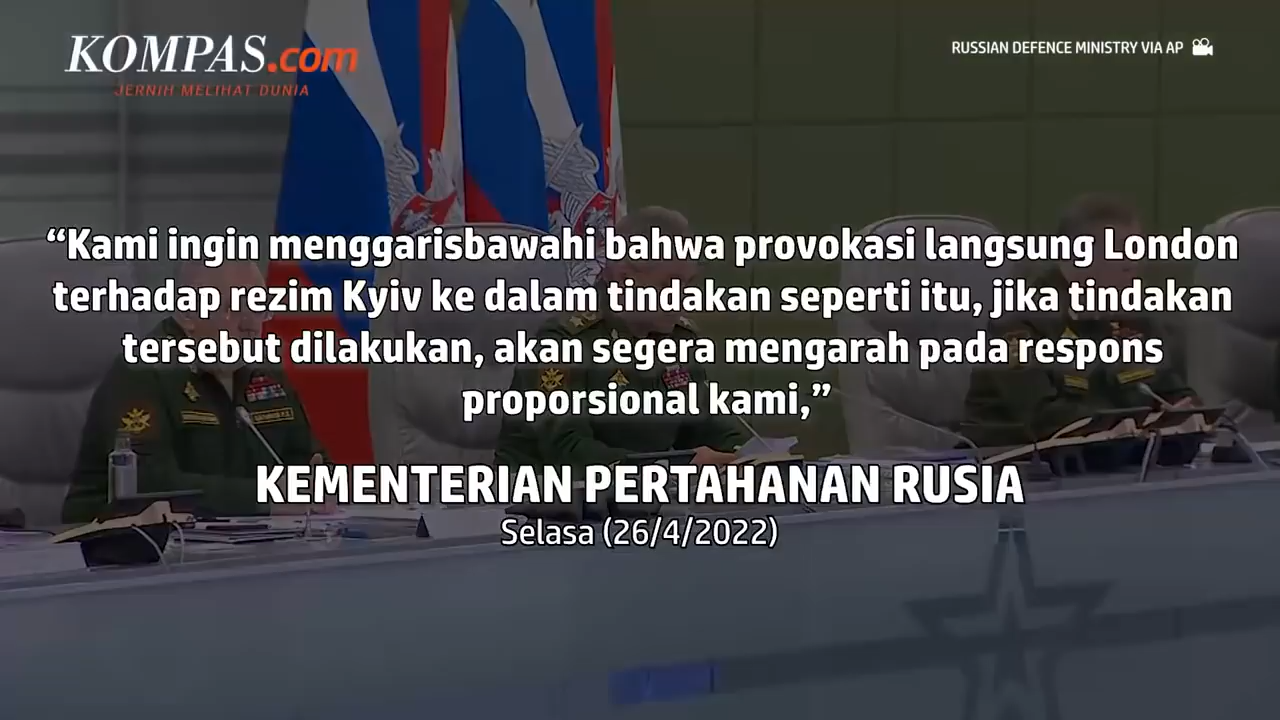 KOMPAS.com
JERNIH MELIHAT DUNIA
RUSSIAN DEFENCE MINISTRY VIA AP
“Kami ingin menggarisbawahi bahwa provokasi langsung London
terhadap rezim Kyiv ke dalam tindakan seperti itu, jika tindakan
tersebut dilakukan, akan segera mengarah pada respons
proporsional kami,”
KEMENTERIAN PERTAHANAN RUSIA
Selasa (26/4/2022)